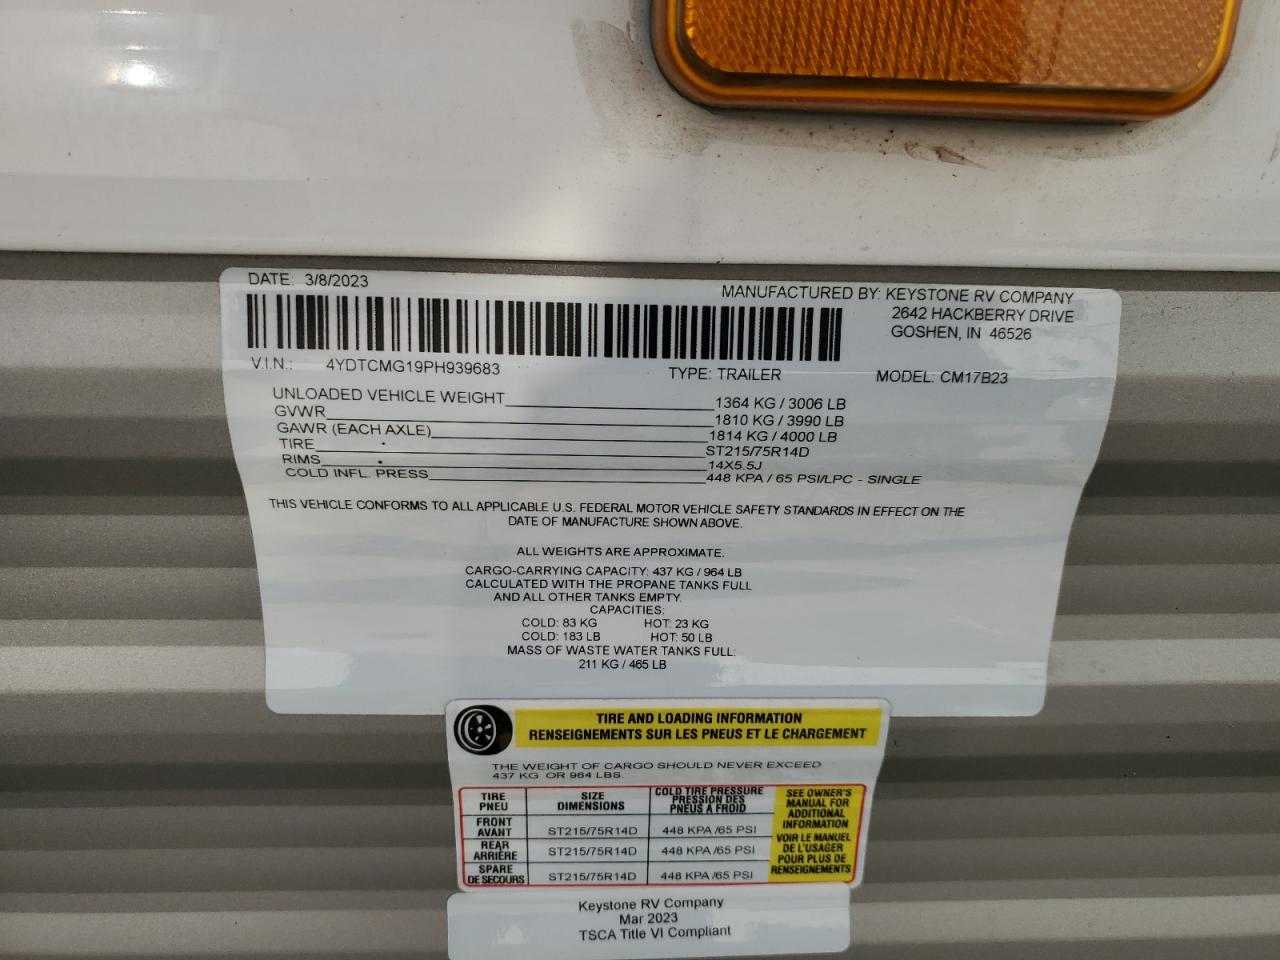 DATE: 3/8/2023
MANUFACTURED BY: KEYSTONE RV COMPANY
2642 HACKBERRY DRIVE
GOSHEN, IN 46526
V.I.N.: 4YDTCMG19PH939683 TYPE: TRAILER MODEL: CM17B23
UNLOADED VEHICLE WEIGHT 1364 KG / 3006 LB
GVWR 1810 KG / 3990 LB
GAWR (EACH AXLE) 1814 KG / 4000 LB
TIRE ST215/75R14D
RIMS 14X5.5J
COLD INFL. PRESS 448 KPA / 65 PSI/LPC - SINGLE
THIS VEHICLE CONFORMS TO ALL APPLICABLE U.S. FEDERAL MOTOR VEHICLE SAFETY STANDARDS IN EFFECT ON THE
DATE OF MANUFACTURE SHOWN ABOVE.
ALL WEIGHTS ARE APPROXIMATE.
CARGO-CARRYING CAPACITY: 437 KG / 964 LB
CALCULATED WITH THE PROPANE TANKS FULL
AND ALL OTHER TANKS EMPTY.
CAPACITIES:
COLD: 83 KG HOT: 23 KG
COLD: 183 LB HOT: 50 LB
MASS OF WASTE WATER TANKS FULL:
211 KG / 465 LB
TIRE AND LOADING INFORMATION
RENSEIGNEMENTS SUR LES PNEUS ET LE CHARGEMENT
THE WEIGHT OF CARGO SHOULD NEVER EXCEED
437 KG OR 964 LBS.
TIRE
PNEU
SIZE
DIMENSIONS
COLD TIRE PRESSURE
PRESSION DES
PNEUS A FROID
FRONT
AVANT
ST215/75R14D 448 KPA /65 PSI
REAR
ARRIÈRE
ST215/75R14D 448 KPA /65 PSI
SPARE
DE SECOURS
ST215/75R14D 448 KPA /65 PSI
SEE OWNER'S
MANUAL FOR
ADDITIONAL
INFORMATION
VOIR LE MANUEL
DE L'USAGER
POUR PLUS DE
RENSEIGNEMENTS
Keystone RV Company
Mar 2023
TSCA Title VI Compliant